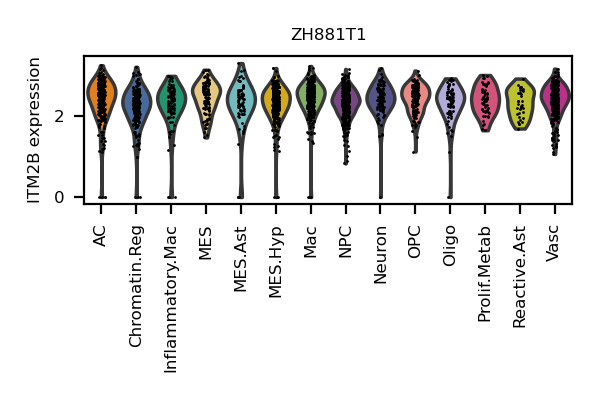 ZH881T1
ITM2B expression
2
0
AC
Chromatin.Reg
Inflammatory.Mac
MES
MES.Ast
MES.Hyp
Mac
NPC
Neuron
OPC
Oligo
Prolif.Metab
Reactive.Ast
Vasc